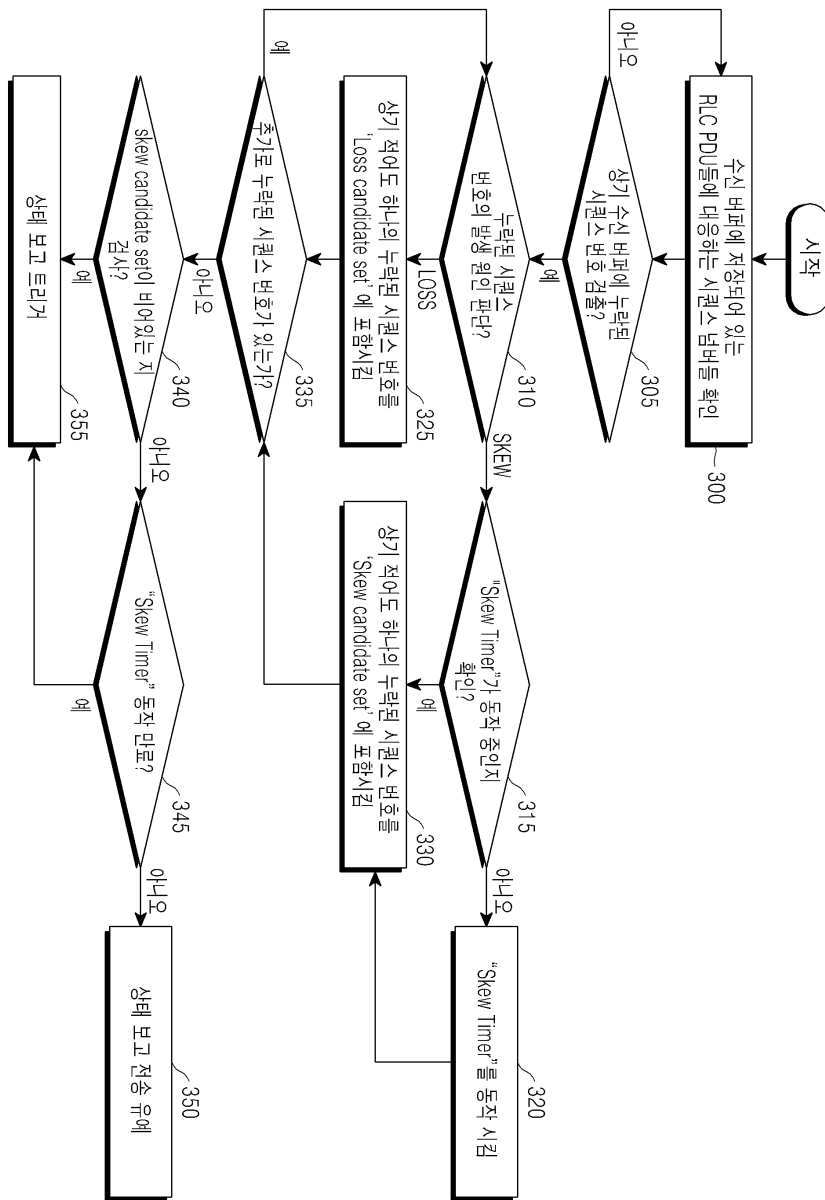 시작
수신 버퍼에 저장되어 있는
RLC PDU들에 대응하는 시퀀스 넘버들 확인
300
상기 수신 버퍼에 누락된
시퀀스 번호 검출?
305
아니오
예
누락된 시퀀스
번호의 발생 원인 판단?
310
LOSS
SKEW
"Skew Timer"가 동작 중인지
확인?
315
예
아니오
"Skew Timer"를 동작 시킴
320
상기 적어도 하나의 누락된 시퀀스 번호를
'Loss candidate set'에 포함시킴
325
상기 적어도 하나의 누락된 시퀀스 번호를
'Skew candidate set'에 포함시킴
330
추가로 누락된 시퀀스 번호가 있는가?
335
예
아니오
skew candidate set이 비어있는 지
검사?
340
예
아니오
"Skew Timer" 동작 만료?
345
예
아니오
상태 보고 전송 유예
350
상태 보고 트리거
355